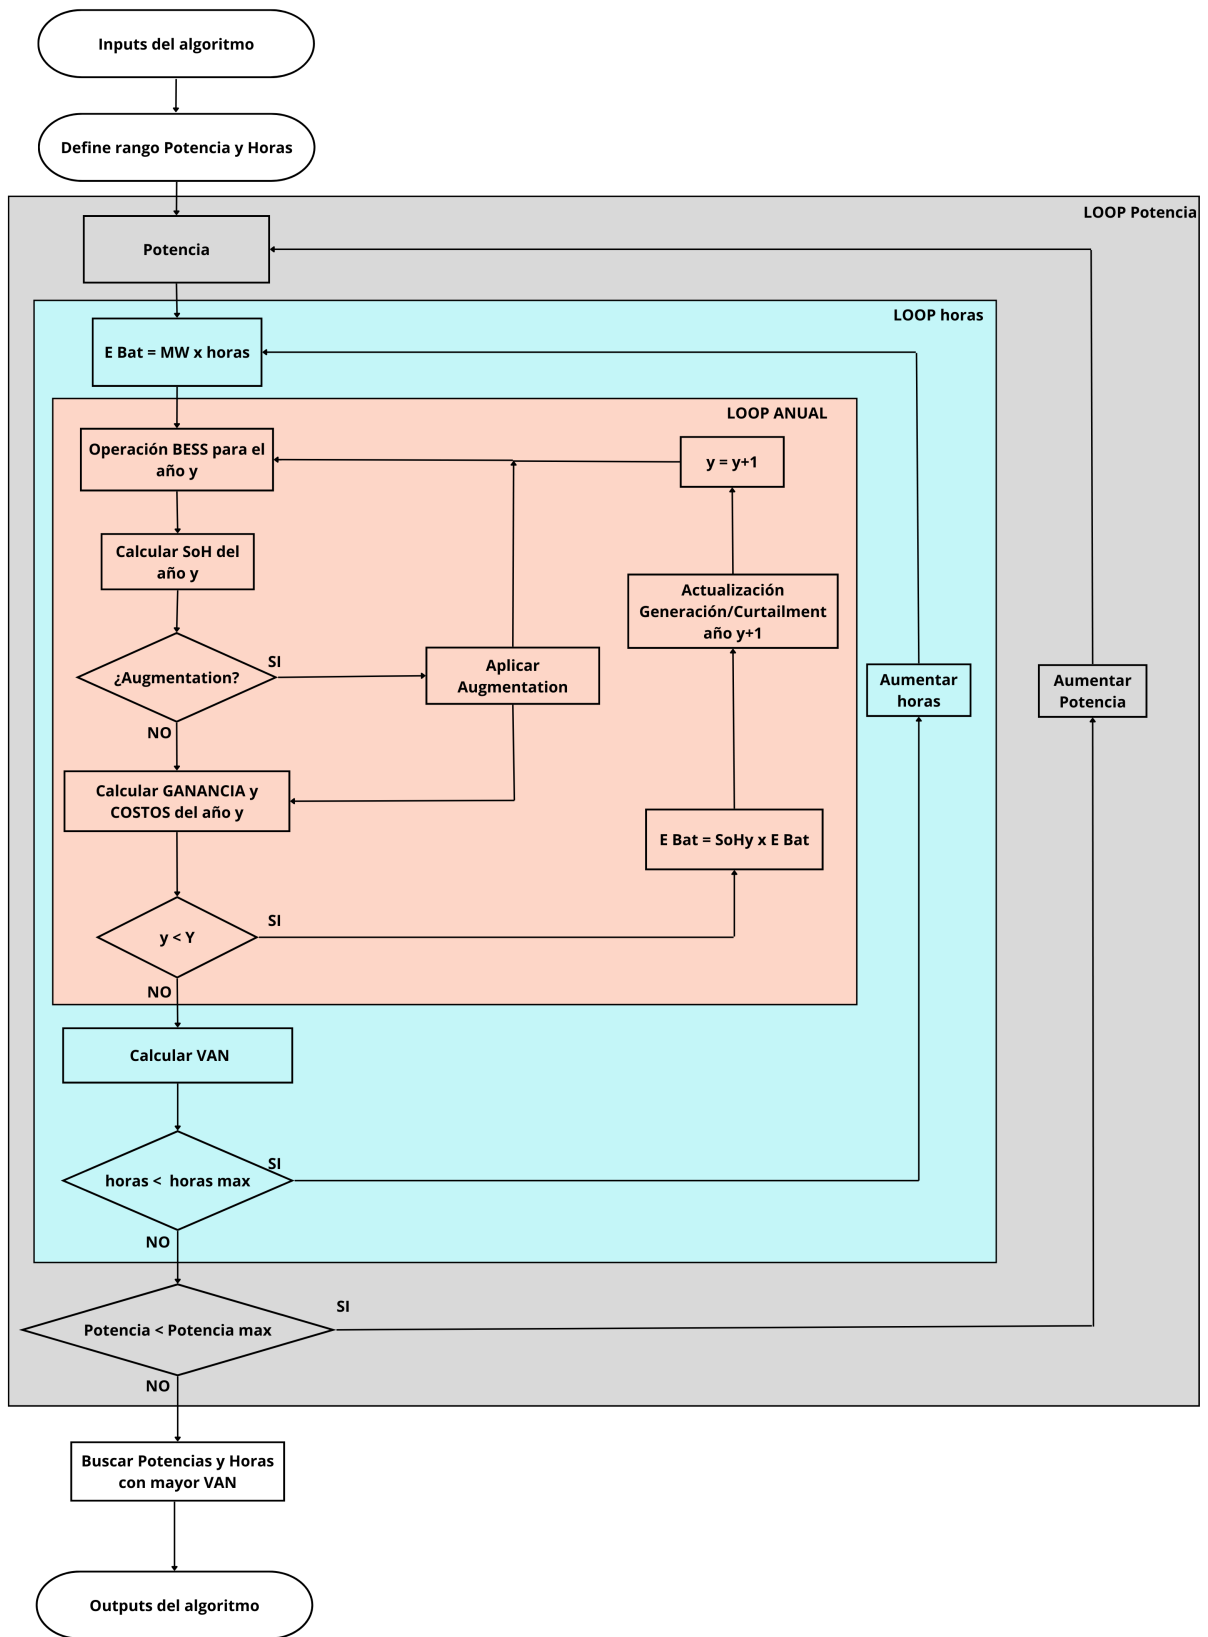 Inputs del algoritmo
Define rango Potencia y Horas
LOOP Potencia
Potencia
LOOP horas
E Bat = MW x horas
LOOP ANUAL
Operación BESS para el
año y
y = y+1
Calcular SoH del
año y
Actualización
Generación/Curtailment
año y+1
¿Augmentation?
SI
NO
Aplicar
Augmentation
Aumentar
horas
Aumentar
Potencia
Calcular GANANCIA y
COSTOS del año y
E Bat = SoHy x E Bat
y < Y
SI
NO
Calcular VAN
horas <  horas max
SI
NO
Potencia < Potencia max
SI
NO
Buscar Potencias y Horas
con mayor VAN
Outputs del algoritmo